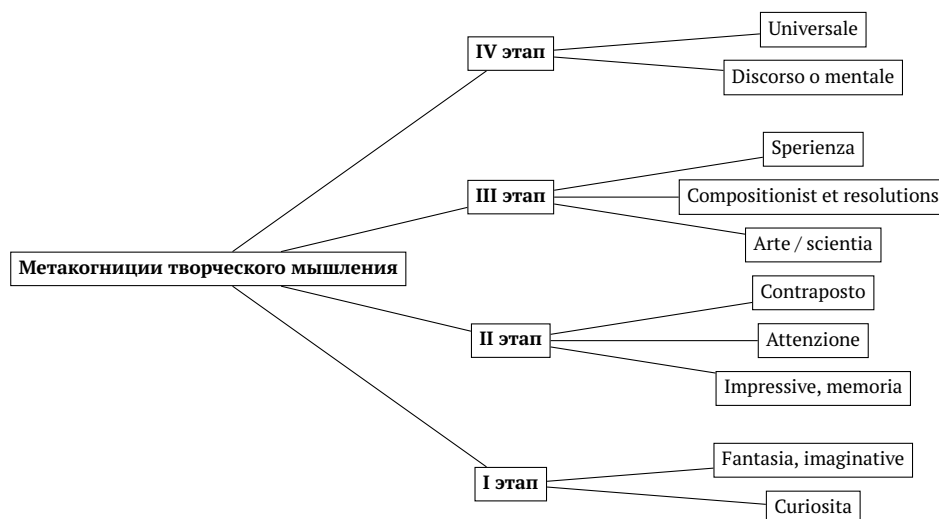 IV этап
Universale
Discorso o mentale
III этап
Sperienza
Compositionist et resolutions
Arte / scientia
Метакогниции творческого мышления
II этап
Contraposto
Attenzione
Impressive, memoria
I этап
Fantasia, imaginative
Curiosita